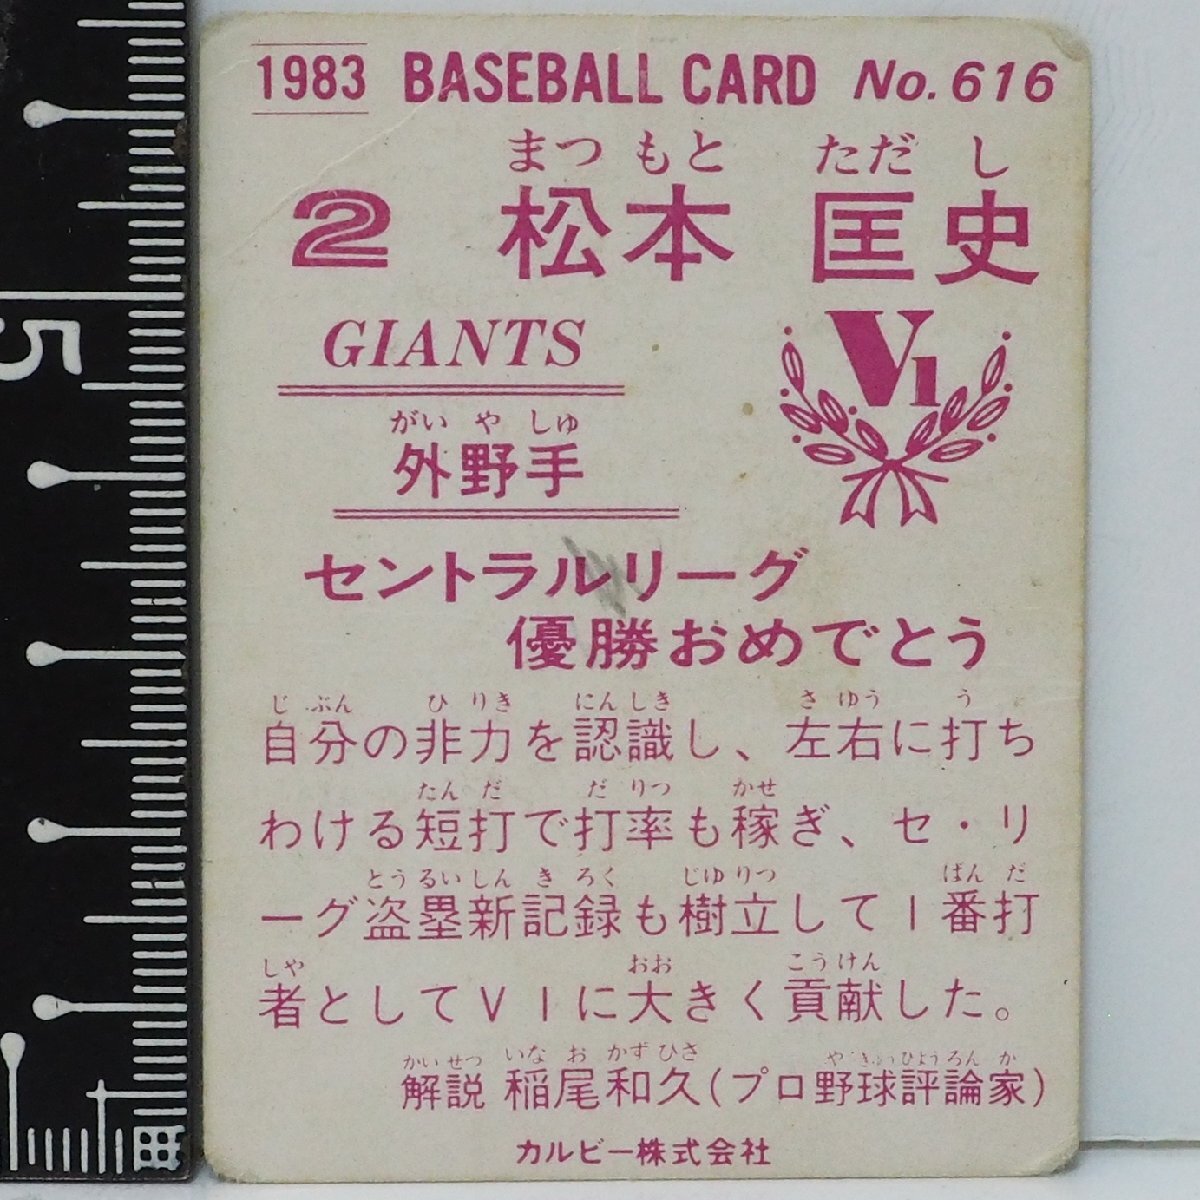 1983 BASEBALL CARD No. 616
まつ もと ただ し
2 松本 匡史
GIANTS
V1
がい や しゅ
外野手
セントラルリーグ
優勝おめでとう
じ ぶん ひ りき にんしき さ ゆう う
自分の非力を認識し、左右に打ち
たん だ だ りつ かせ
わける短打で打率も稼ぎ、セ・リ
とうるいしん き ろく じゆりつ ばん だ
ーグ盗塁新記録も樹立して1番打
しや おお こうけん
者としてV1に大きく貢献した。
かいせつ いな お かずひさ や きゅうひょうろん か
解説 稲尾和久(プロ野球評論家)
カルビー株式会社
5
1